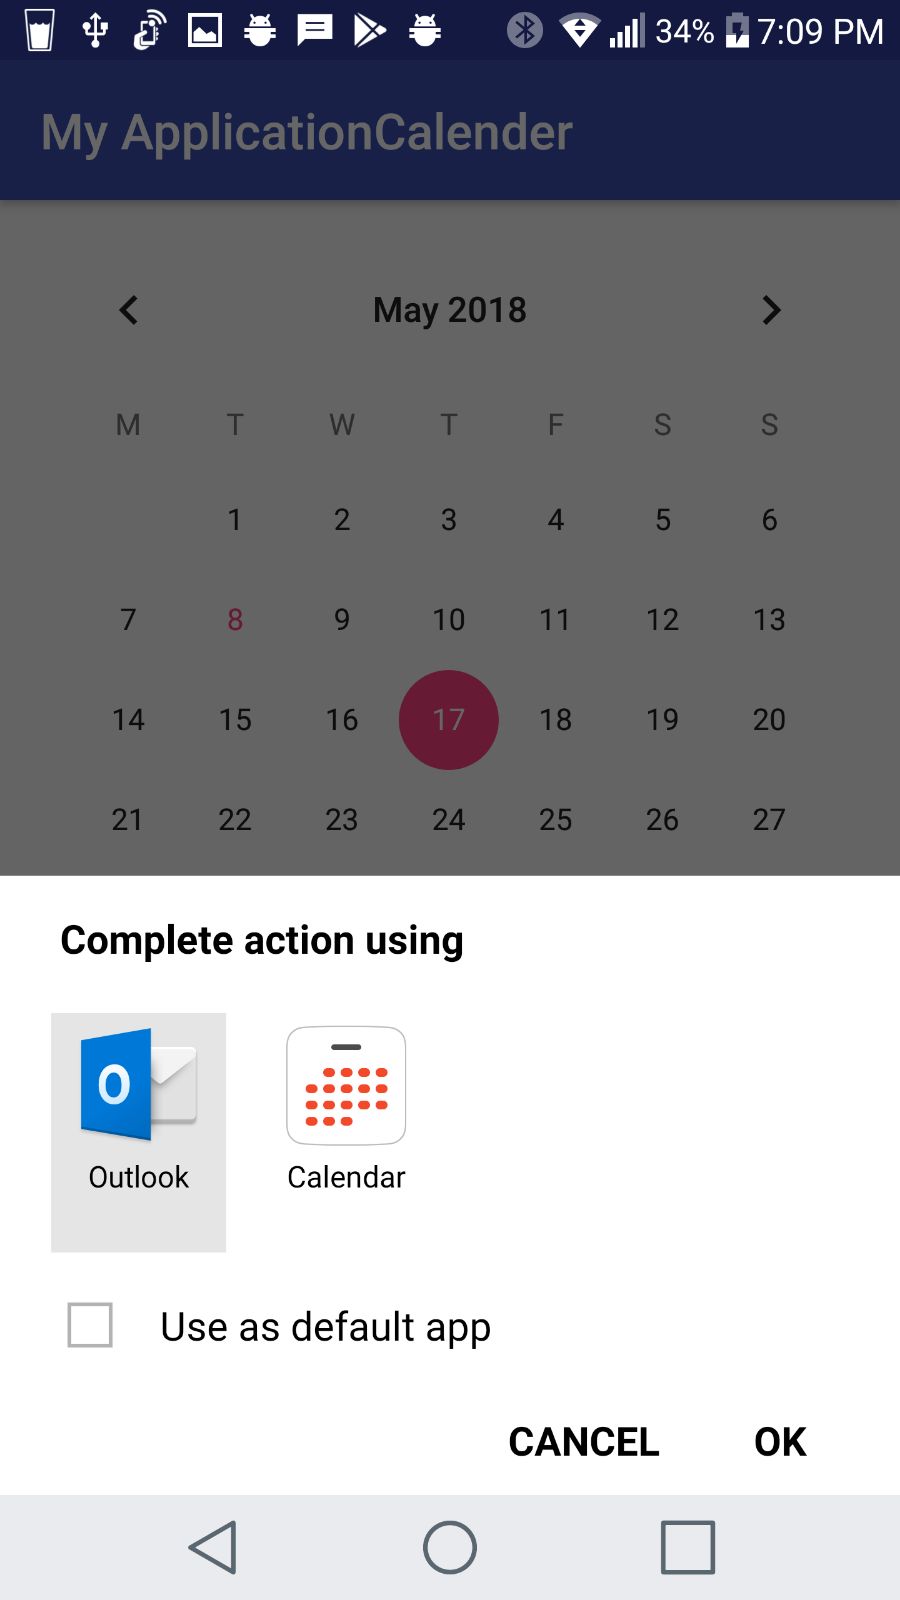 34% 7:09 PM
My ApplicationCalender
May 2018
M T W T F S S
1 2 3 4 5 6
7 8 9 10 11 12 13
14 15 16 17 18 19 20
21 22 23 24 25 26 27
Complete action using
Outlook Calendar
Use as default app
CANCEL OK